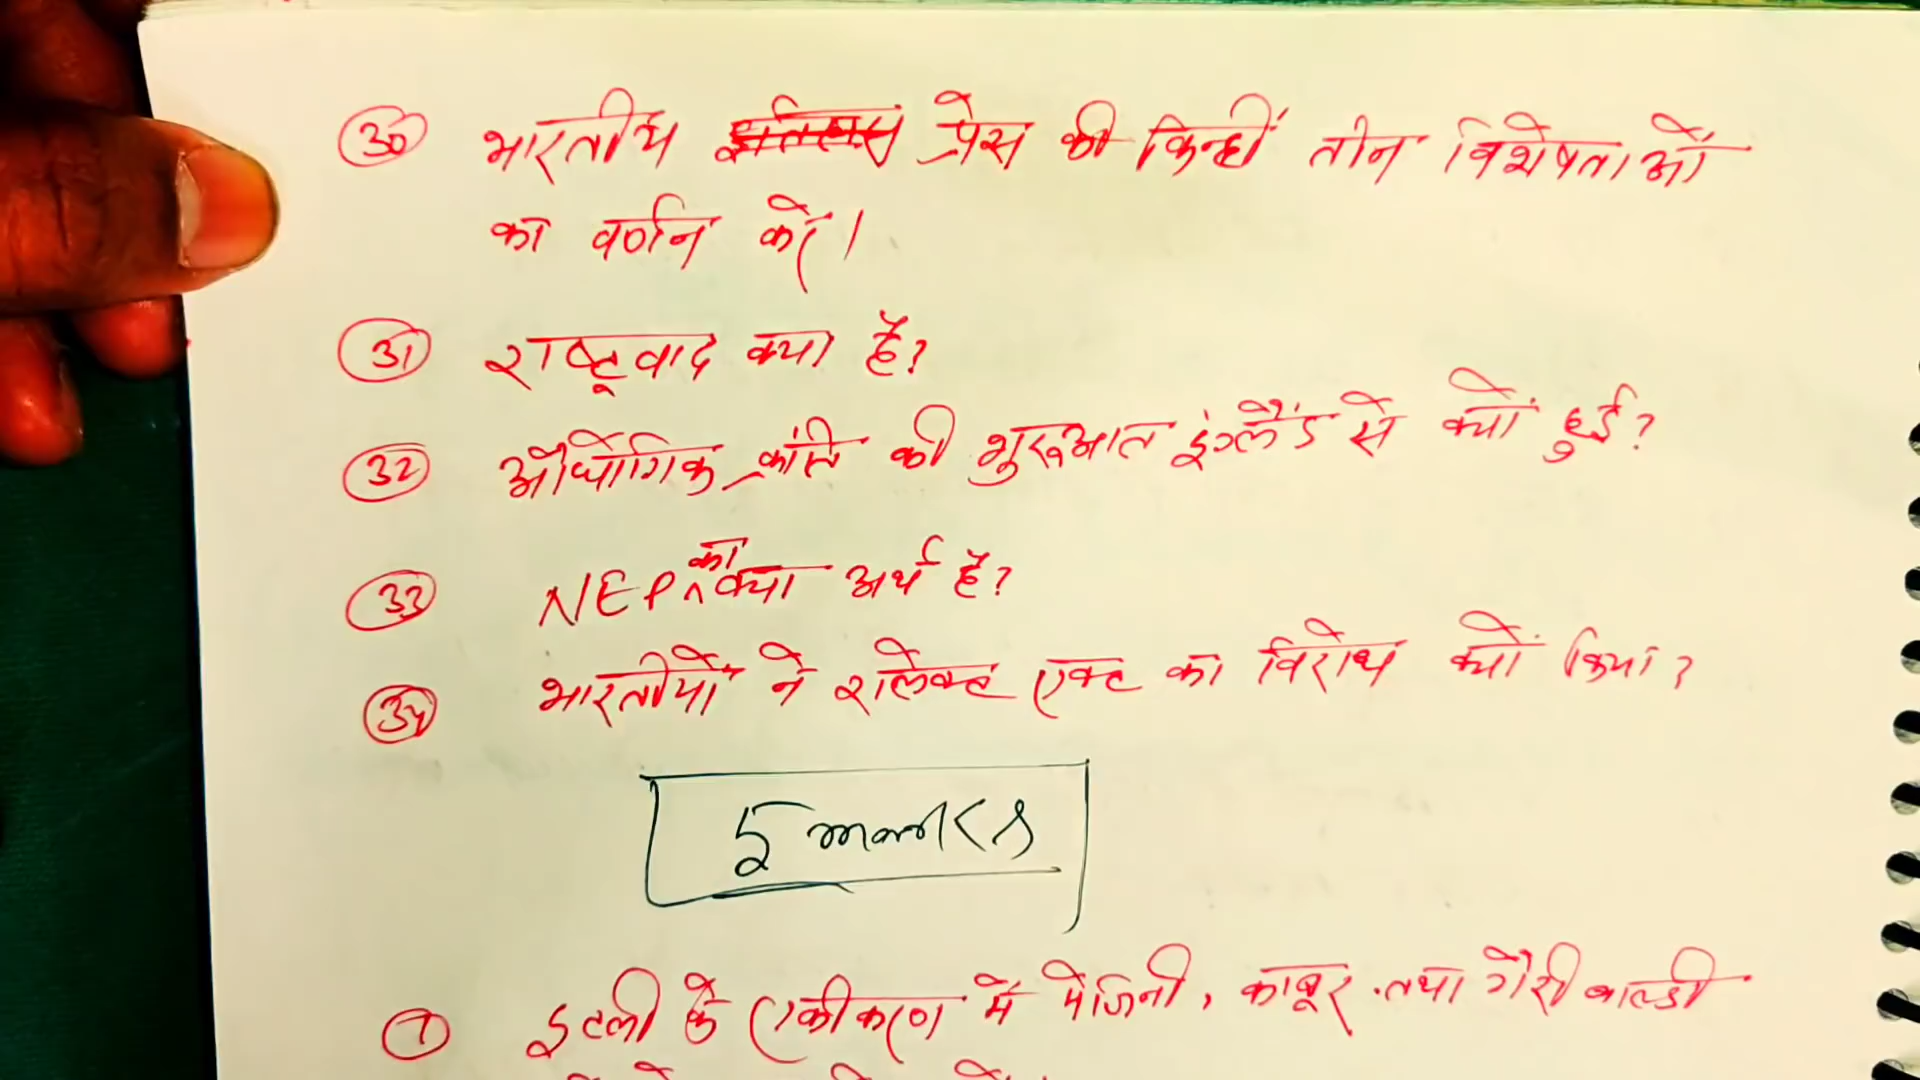 30 भारतीय प्रेस की किन्हीं तीन विशेषताओं
का वर्णन करें।
31 राष्ट्रवाद क्या है?
32 औद्योगिक क्रांति की शुरूआत इंग्लैंड से क्यों हुई?
33 NEP का क्या अर्थ है?
34 भारतीयों ने रॉलेक्ट एक्ट का विरोध क्यों किया?
5 marks
1 इटली के एकीकरण में मेजिनी, काबूर तथा गैरीबाल्डी